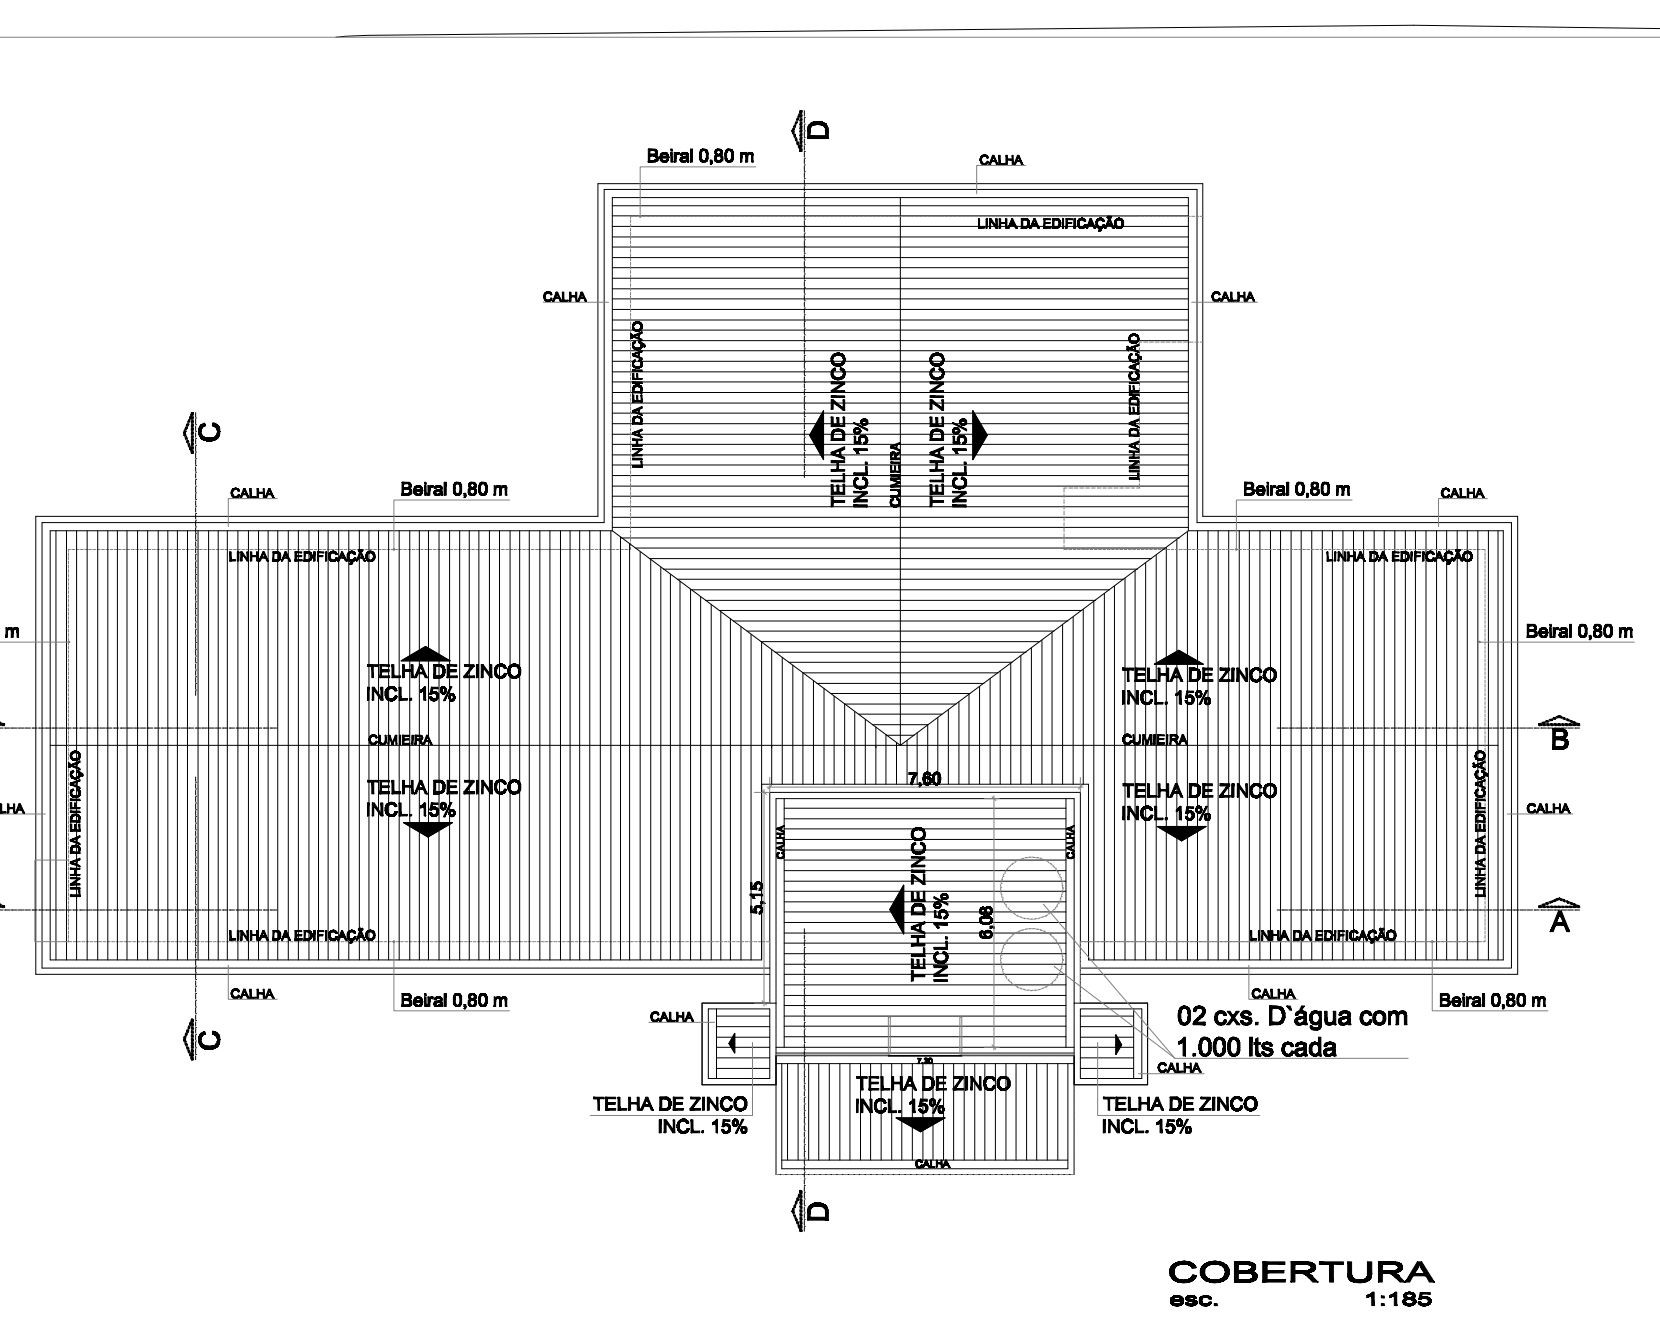 D
Beiral 0,80 m
CALHA
LINHA DA EDIFICAÇÃO
CALHA
CALHA
LINHA DA EDIFICAÇÃO
LINHA DA EDIFICAÇÃO
TELHA DE ZINCO
INCL. 15%
CUMIEIRA
TELHA DE ZINCO
INCL. 15%
C
CALHA
Beiral 0,80 m
Beiral 0,80 m
CALHA
LINHA DA EDIFICAÇÃO
LINHA DA EDIFICAÇÃO
m
Beiral 0,80 m
TELHA DE ZINCO
INCL. 15%
TELHA DE ZINCO
INCL. 15%
CUMIEIRA
CUMIEIRA
B
TELHA DE ZINCO
INCL. 15%
7,60
TELHA DE ZINCO
INCL. 15%
LHA
LINHA DA EDIFICAÇÃO
CALHA
CALHA
LINHA DA EDIFICAÇÃO
CALHA
5,15
TELHA DE ZINCO
INCL. 15%
6,08
A
LINHA DA EDIFICAÇÃO
LINHA DA EDIFICAÇÃO
CALHA
Beiral 0,80 m
CALHA
Beiral 0,80 m
C
CALHA
02 cxs. D`água com
1.000 lts cada
7,30
CALHA
TELHA DE ZINCO
INCL. 15%
TELHA DE ZINCO
INCL. 15%
TELHA DE ZINCO
INCL. 15%
CALHA
D
COBERTURA
esc. 1:185